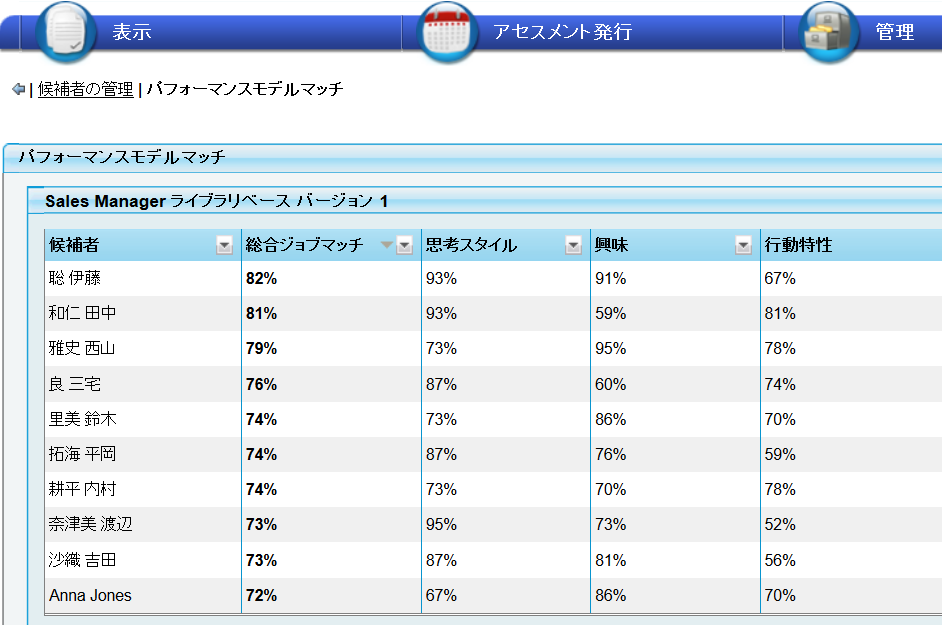 表示 アセスメント発行 管理
| 候補者の管理 | パフォーマンスモデルマッチ
パフォーマンスモデルマッチ
Sales Manager ライブラリベース バージョン 1
候補者 総合ジョブマッチ 思考スタイル 興味 行動特性
聡 伊藤 82% 93% 91% 67%
和仁 田中 81% 93% 59% 81%
雅史 西山 79% 73% 95% 78%
良 三宅 76% 87% 60% 74%
里美 鈴木 74% 73% 86% 70%
拓海 平岡 74% 87% 76% 59%
耕平 内村 74% 73% 70% 78%
奈津美 渡辺 73% 95% 73% 52%
沙織 吉田 73% 87% 81% 56%
Anna Jones 72% 67% 86% 70%